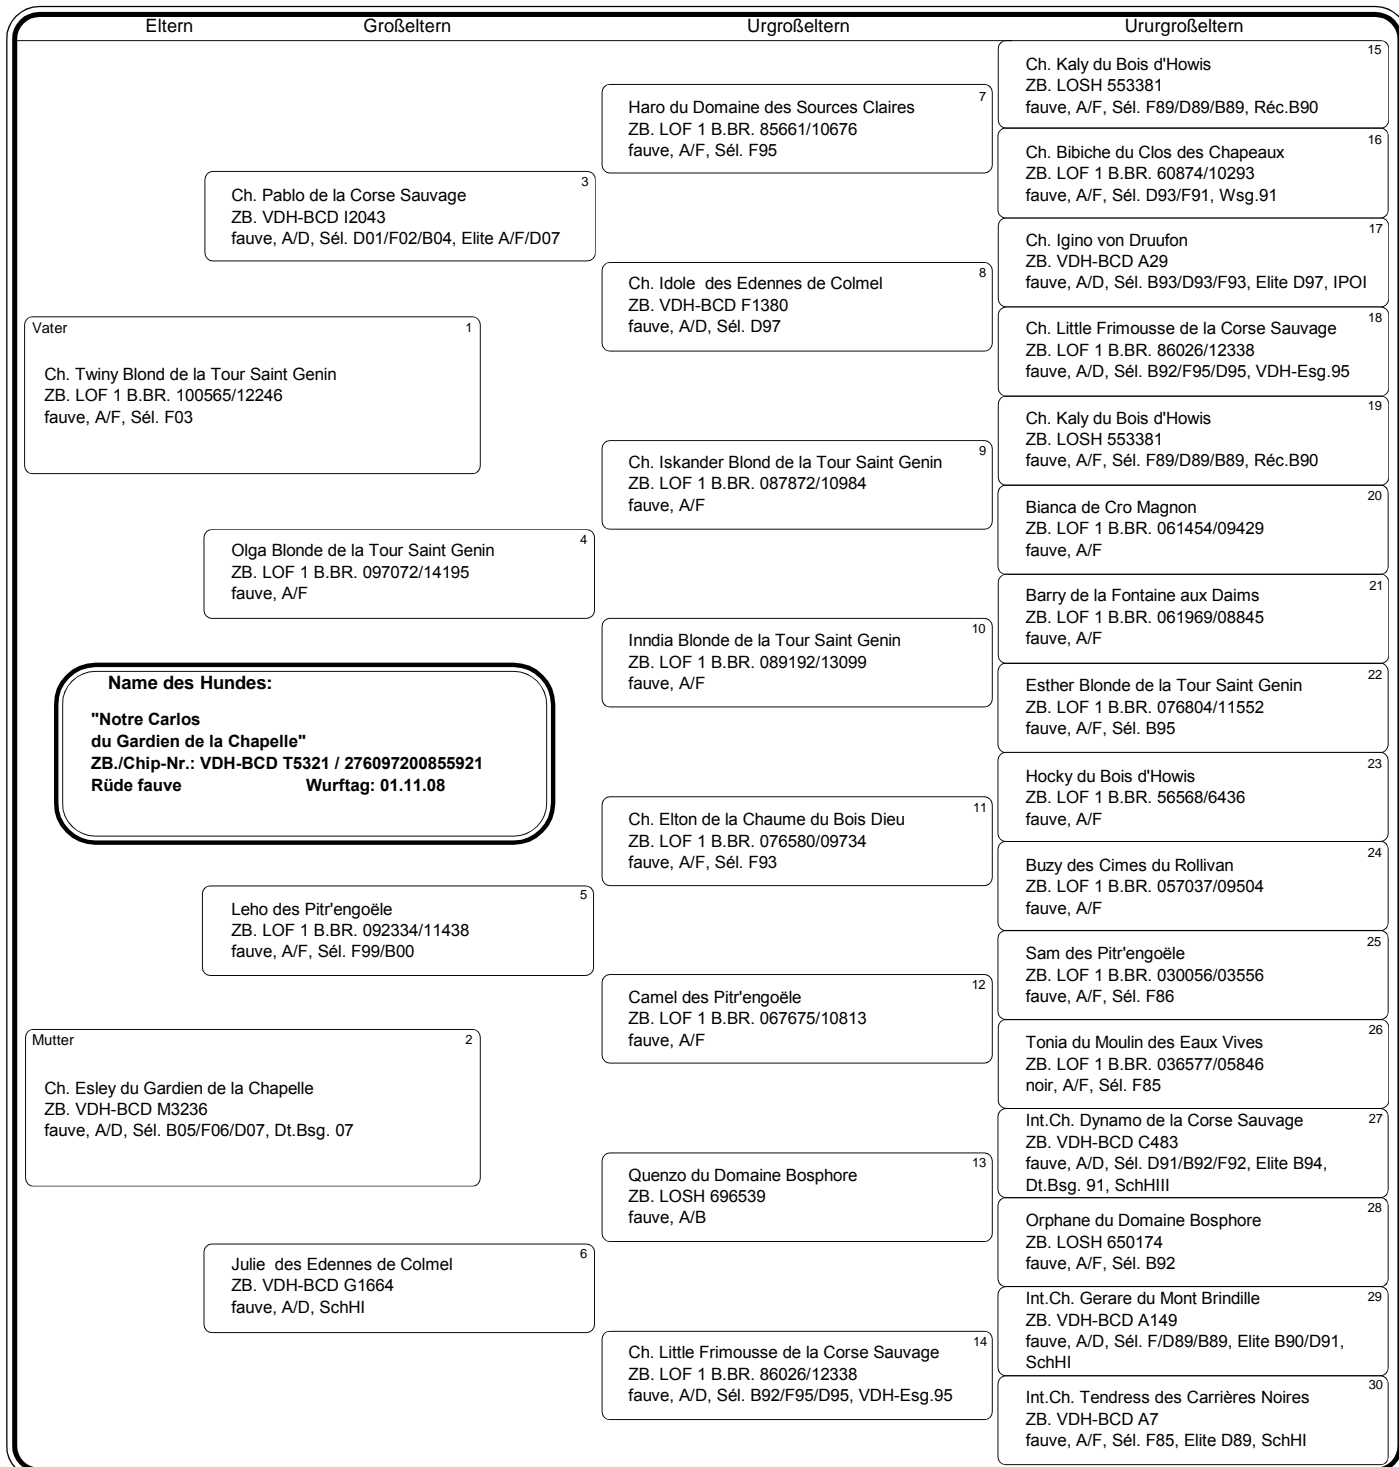 Eltern Großeltern Urgroßeltern Ururgroßeltern
Vater 1
Ch. Twiny Blond de la Tour Saint Genin
ZB. LOF 1 B.BR. 100565/12246
fauve, A/F, Sél. F03
Mutter 2
Ch. Esley du Gardien de la Chapelle
ZB. VDH-BCD M3236
fauve, A/D, Sél. B05/F06/D07, Dt.Bsg. 07
3
Ch. Pablo de la Corse Sauvage
ZB. VDH-BCD I2043
fauve, A/D, Sél. D01/F02/B04, Elite A/F/D07
4
Olga Blonde de la Tour Saint Genin
ZB. LOF 1 B.BR. 097072/14195
fauve, A/F
Name des Hundes:
"Notre Carlos
du Gardien de la Chapelle"
ZB./Chip-Nr.: VDH-BCD T5321 / 276097200855921
Rüde fauve Wurftag: 01.11.08
5
Leho des Pitr'engoële
ZB. LOF 1 B.BR. 092334/11438
fauve, A/F, Sél. F99/B00
6
Julie des Edennes de Colmel
ZB. VDH-BCD G1664
fauve, A/D, SchHI
7
Haro du Domaine des Sources Claires
ZB. LOF 1 B.BR. 85661/10676
fauve, A/F, Sél. F95
8
Ch. Idole des Edennes de Colmel
ZB. VDH-BCD F1380
fauve, A/D, Sél. D97
9
Ch. Iskander Blond de la Tour Saint Genin
ZB. LOF 1 B.BR. 087872/10984
fauve, A/F
10
Inndia Blonde de la Tour Saint Genin
ZB. LOF 1 B.BR. 089192/13099
fauve, A/F
11
Ch. Elton de la Chaume du Bois Dieu
ZB. LOF 1 B.BR. 076580/09734
fauve, A/F, Sél. F93
12
Camel des Pitr'engoële
ZB. LOF 1 B.BR. 067675/10813
fauve, A/F
13
Quenzo du Domaine Bosphore
ZB. LOSH 696539
fauve, A/B
14
Ch. Little Frimousse de la Corse Sauvage
ZB. LOF 1 B.BR. 86026/12338
fauve, A/D, Sél. B92/F95/D95, VDH-Esg.95
15
Ch. Kaly du Bois d'Howis
ZB. LOSH 553381
fauve, A/F, Sél. F89/D89/B89, Réc.B90
16
Ch. Bibiche du Clos des Chapeaux
ZB. LOF 1 B.BR. 60874/10293
fauve, A/F, Sél. D93/F91, Wsg.91
17
Ch. Igino von Druufon
ZB. VDH-BCD A29
fauve, A/D, Sél. B93/D93/F93, Elite D97, IPOI
18
Ch. Little Frimousse de la Corse Sauvage
ZB. LOF 1 B.BR. 86026/12338
fauve, A/D, Sél. B92/F95/D95, VDH-Esg.95
19
Ch. Kaly du Bois d'Howis
ZB. LOSH 553381
fauve, A/F, Sél. F89/D89/B89, Réc.B90
20
Bianca de Cro Magnon
ZB. LOF 1 B.BR. 061454/09429
fauve, A/F
21
Barry de la Fontaine aux Daims
ZB. LOF 1 B.BR. 061969/08845
fauve, A/F
22
Esther Blonde de la Tour Saint Genin
ZB. LOF 1 B.BR. 076804/11552
fauve, A/F, Sél. B95
23
Hocky du Bois d'Howis
ZB. LOF 1 B.BR. 56568/6436
fauve, A/F
24
Buzy des Cimes du Rollivan
ZB. LOF 1 B.BR. 057037/09504
fauve, A/F
25
Sam des Pitr'engoële
ZB. LOF 1 B.BR. 030056/03556
fauve, A/F, Sél. F86
26
Tonia du Moulin des Eaux Vives
ZB. LOF 1 B.BR. 036577/05846
noir, A/F, Sél. F85
27
Int.Ch. Dynamo de la Corse Sauvage
ZB. VDH-BCD C483
fauve, A/D, Sél. D91/B92/F92, Elite B94,
Dt.Bsg. 91, SchHIII
28
Orphane du Domaine Bosphore
ZB. LOSH 650174
fauve, A/F, Sél. B92
29
Int.Ch. Gerare du Mont Brindille
ZB. VDH-BCD A149
fauve, A/D, Sél. F/D89/B89, Elite B90/D91,
SchHI
30
Int.Ch. Tendress des Carrières Noires
ZB. VDH-BCD A7
fauve, A/F, Sél. F85, Elite D89, SchHI